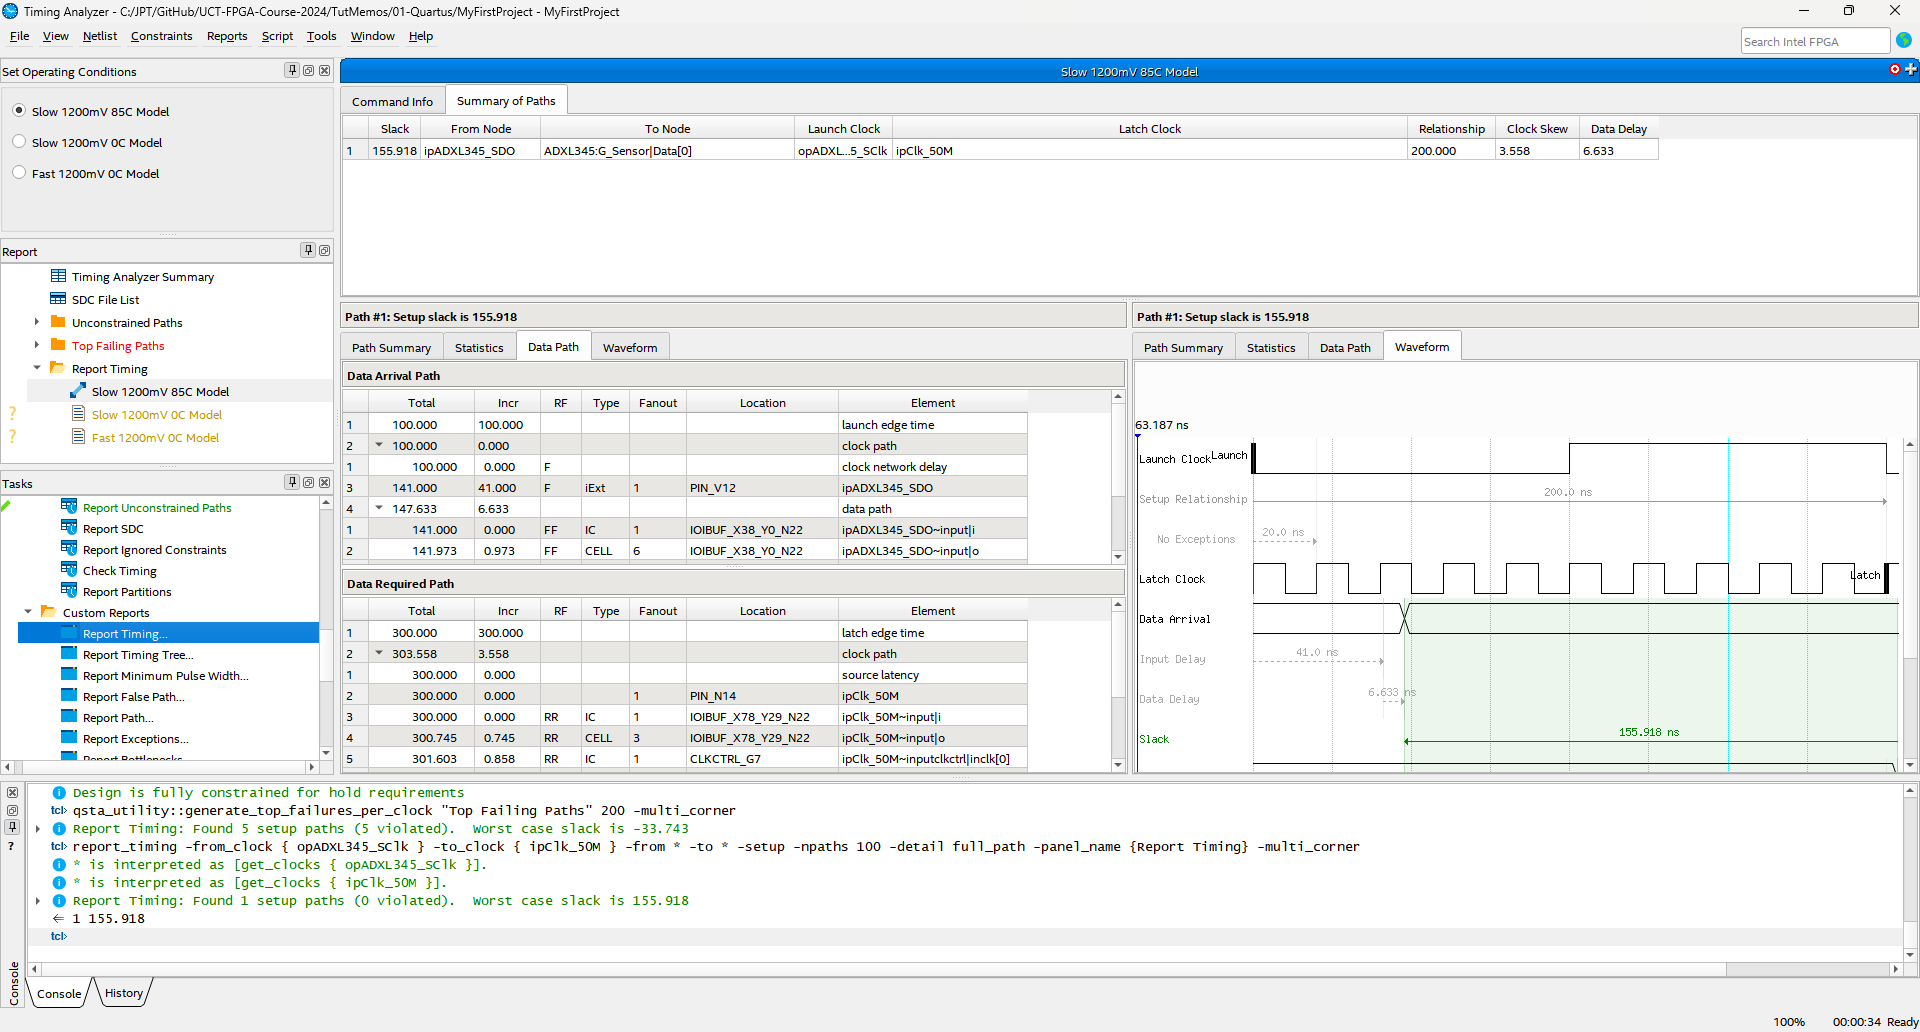 Timing Analyzer - C:/JPT/GitHub/UCT-FPGA-Course-2024/TutMemos/01-Quartus/MyFirstProject - MyFirstProject
File View Netlist Constraints Reports Script Tools Window Help
Search Intel FPGA
Set Operating Conditions
Slow 1200mV 85C Model
Slow 1200mV 0C Model
Fast 1200mV 0C Model
Report
Timing Analyzer Summary
SDC File List
Unconstrained Paths
Top Failing Paths
Report Timing
Slow 1200mV 85C Model
? Slow 1200mV 0C Model
? Fast 1200mV 0C Model
Tasks
Report Unconstrained Paths
Report SDC
Report Ignored Constraints
Check Timing
Report Partitions
Custom Reports
Report Timing...
Report Timing Tree...
Report Minimum Pulse Width...
Report False Path...
Report Path...
Report Exceptions...
Report Bottlenecks
Slow 1200mV 85C Model
Command Info Summary of Paths
Slack From Node To Node Launch Clock Latch Clock Relationship Clock Skew Data Delay
1 155.918 ipADXL345_SDO ADXL345:G_Sensor|Data[0] opADXL...5_SClk ipClk_50M 200.000 3.558 6.633
Path #1: Setup slack is 155.918
Path Summary Statistics Data Path Waveform
Data Arrival Path
Total Incr RF Type Fanout Location Element
1 100.000 100.000 launch edge time
2 100.000 0.000 clock path
1 100.000 0.000 F clock network delay
3 141.000 41.000 F iExt 1 PIN_V12 ipADXL345_SDO
4 147.633 6.633 data path
1 141.000 0.000 FF IC 1 IOIBUF_X38_Y0_N22 ipADXL345_SDO~input|i
2 141.973 0.973 FF CELL 6 IOIBUF_X38_Y0_N22 ipADXL345_SDO~input|o
Data Required Path
Total Incr RF Type Fanout Location Element
1 300.000 300.000 latch edge time
2 303.558 3.558 clock path
1 300.000 0.000 source latency
2 300.000 0.000 1 PIN_N14 ipClk_50M
3 300.000 0.000 RR IC 1 IOIBUF_X78_Y29_N22 ipClk_50M~input|i
4 300.745 0.745 RR CELL 3 IOIBUF_X78_Y29_N22 ipClk_50M~input|o
5 301.603 0.858 RR IC 1 CLKCTRL_G7 ipClk_50M~inputclkctrl|inclk[0]
Path #1: Setup slack is 155.918
Path Summary Statistics Data Path Waveform
63.187 ns
Launch Clock Launch
Setup Relationship 200.0 ns
No Exceptions 20.0 ns
Latch Clock Latch
Data Arrival
Input Delay 41.0 ns
Data Delay 6.633 ns
Slack 155.918 ns
Design is fully constrained for hold requirements
tcl> qsta_utility::generate_top_failures_per_clock "Top Failing Paths" 200 -multi_corner
Report Timing: Found 5 setup paths (5 violated).  Worst case slack is -33.743
tcl> report_timing -from_clock { opADXL345_SClk } -to_clock { ipClk_50M } -from * -to * -setup -npaths 100 -detail full_path -panel_name {Report Timing} -multi_corner
* is interpreted as [get_clocks { opADXL345_SClk }].
* is interpreted as [get_clocks { ipClk_50M }].
Report Timing: Found 1 setup paths (0 violated).  Worst case slack is 155.918
← 1 155.918
tcl>
?
Console
Console History
100% 00:00:34 Ready